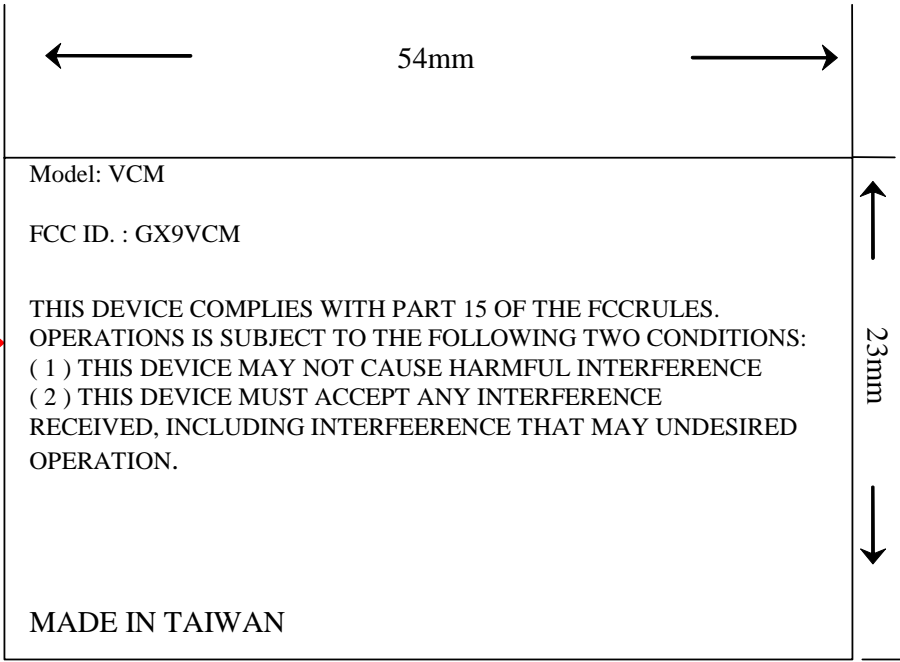 54mm
Model: VCM
FCC ID. : GX9VCM
THIS DEVICE COMPLIES WITH PART 15 OF THE FCCRULES.
OPERATIONS IS SUBJECT TO THE FOLLOWING TWO CONDITIONS:
( 1 ) THIS DEVICE MAY NOT CAUSE HARMFUL INTERFERENCE
( 2 ) THIS DEVICE MUST ACCEPT ANY INTERFERENCE
RECEIVED, INCLUDING INTERFEERENCE THAT MAY UNDESIRED
OPERATION.
23mm
MADE IN TAIWAN